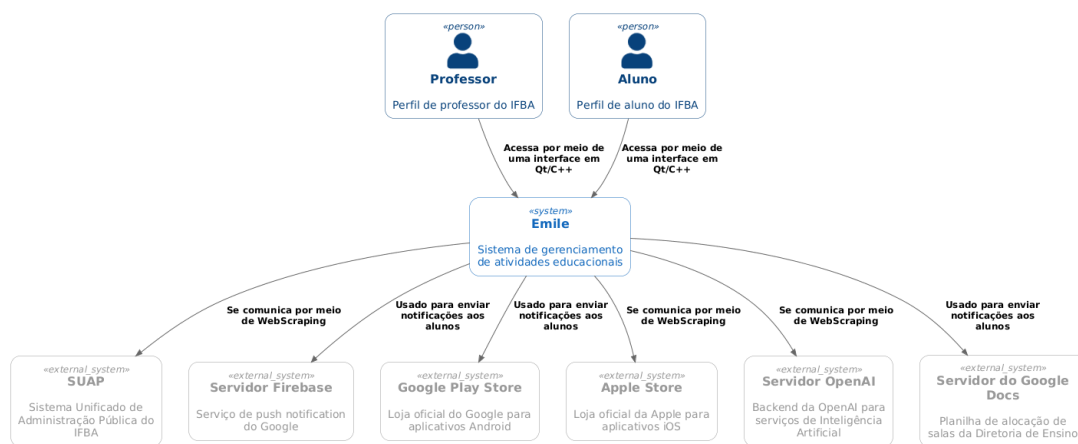 «person»
Professor
Perfil de professor do IFBA
«person»
Aluno
Perfil de aluno do IFBA
Acessa por meio de
uma interface em
Qt/C++
Acessa por meio de
uma interface em
Qt/C++
«system»
Emile
Sistema de gerenciamento
de atividades educacionais
Se comunica por meio
de WebScraping
Usado para enviar
notificações aos
alunos
Usado para enviar
notificações aos
alunos
Se comunica por meio
de WebScraping
Se comunica por meio
de WebScraping
Usado para enviar
notificações aos
alunos
«external_system»
SUAP
Sistema Unificado de
Administração Pública do
IFBA
«external_system»
Servidor Firebase
Serviço de push notification
do Google
«external_system»
Google Play Store
Loja oficial do Google para
aplicativos Android
«external_system»
Apple Store
Loja oficial da Apple para
aplicativos iOS
«external_system»
Servidor OpenAI
Backend da OpenAI para
serviços de Inteligência
Artificial
«external_system»
Servidor do Google
Docs
Planilha de alocação de
salas da Diretoria de Ensino